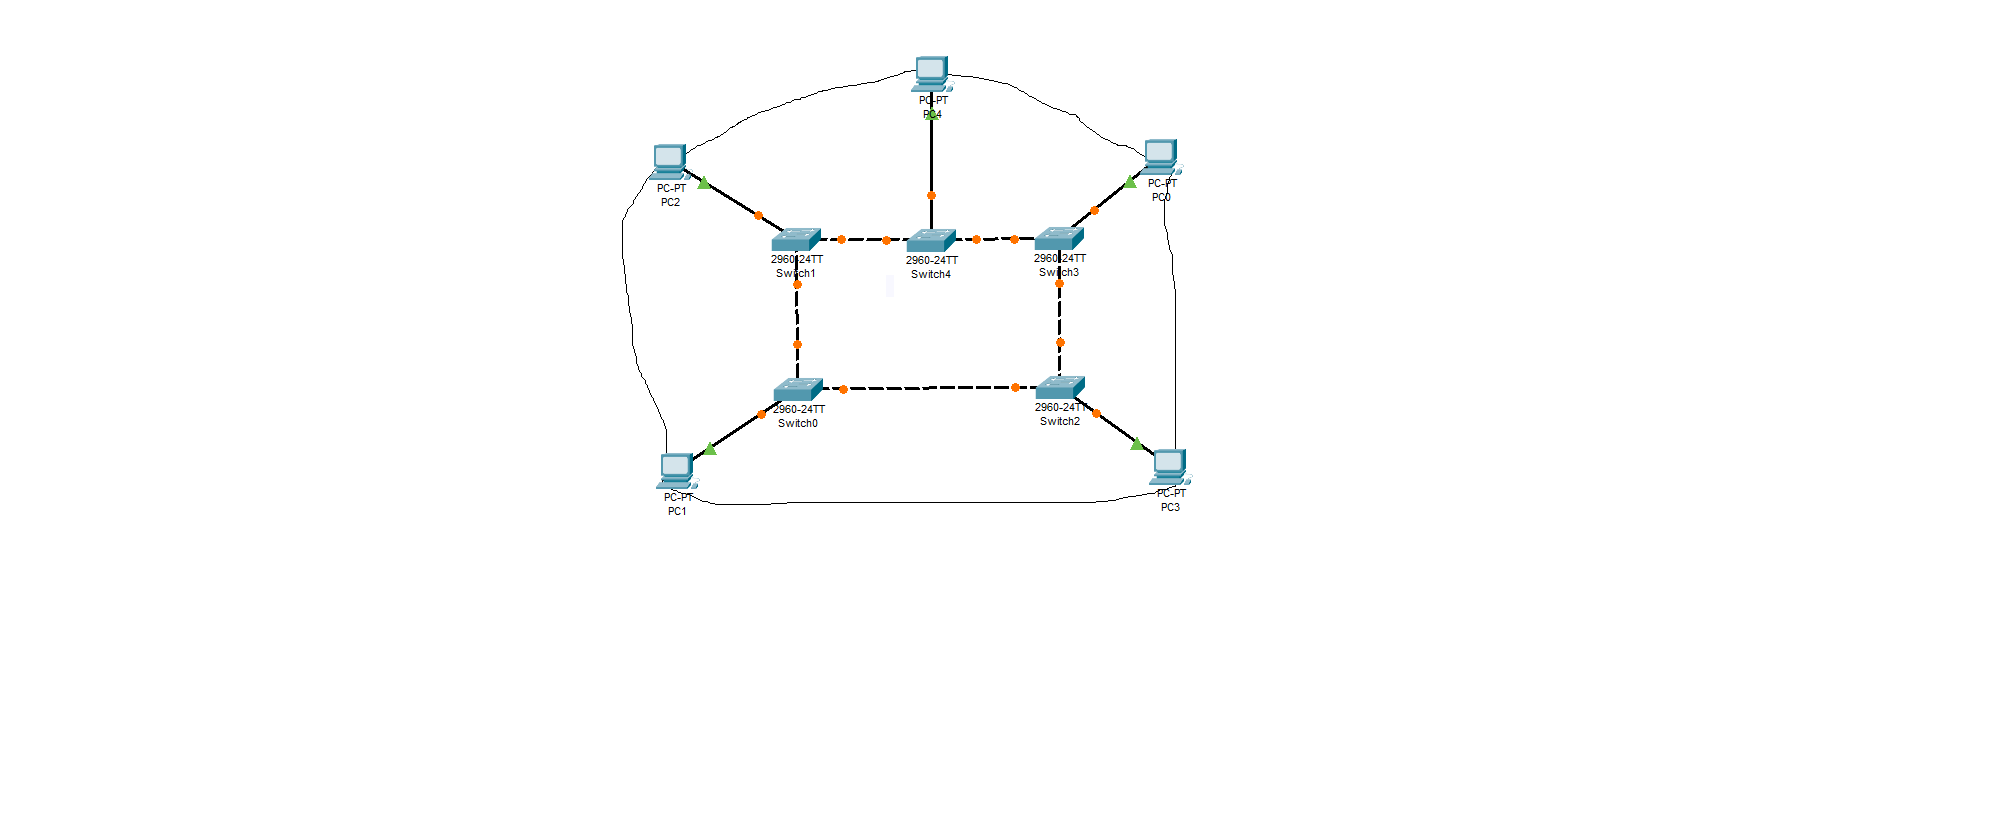 PC-PT
PC4
PC-PT
PC2
PC-PT
PC0
2960-24TT
Switch1
2960-24TT
Switch4
2960-24TT
Switch3
2960-24TT
Switch0
2960-24TT
Switch2
PC-PT
PC1
PC-PT
PC3